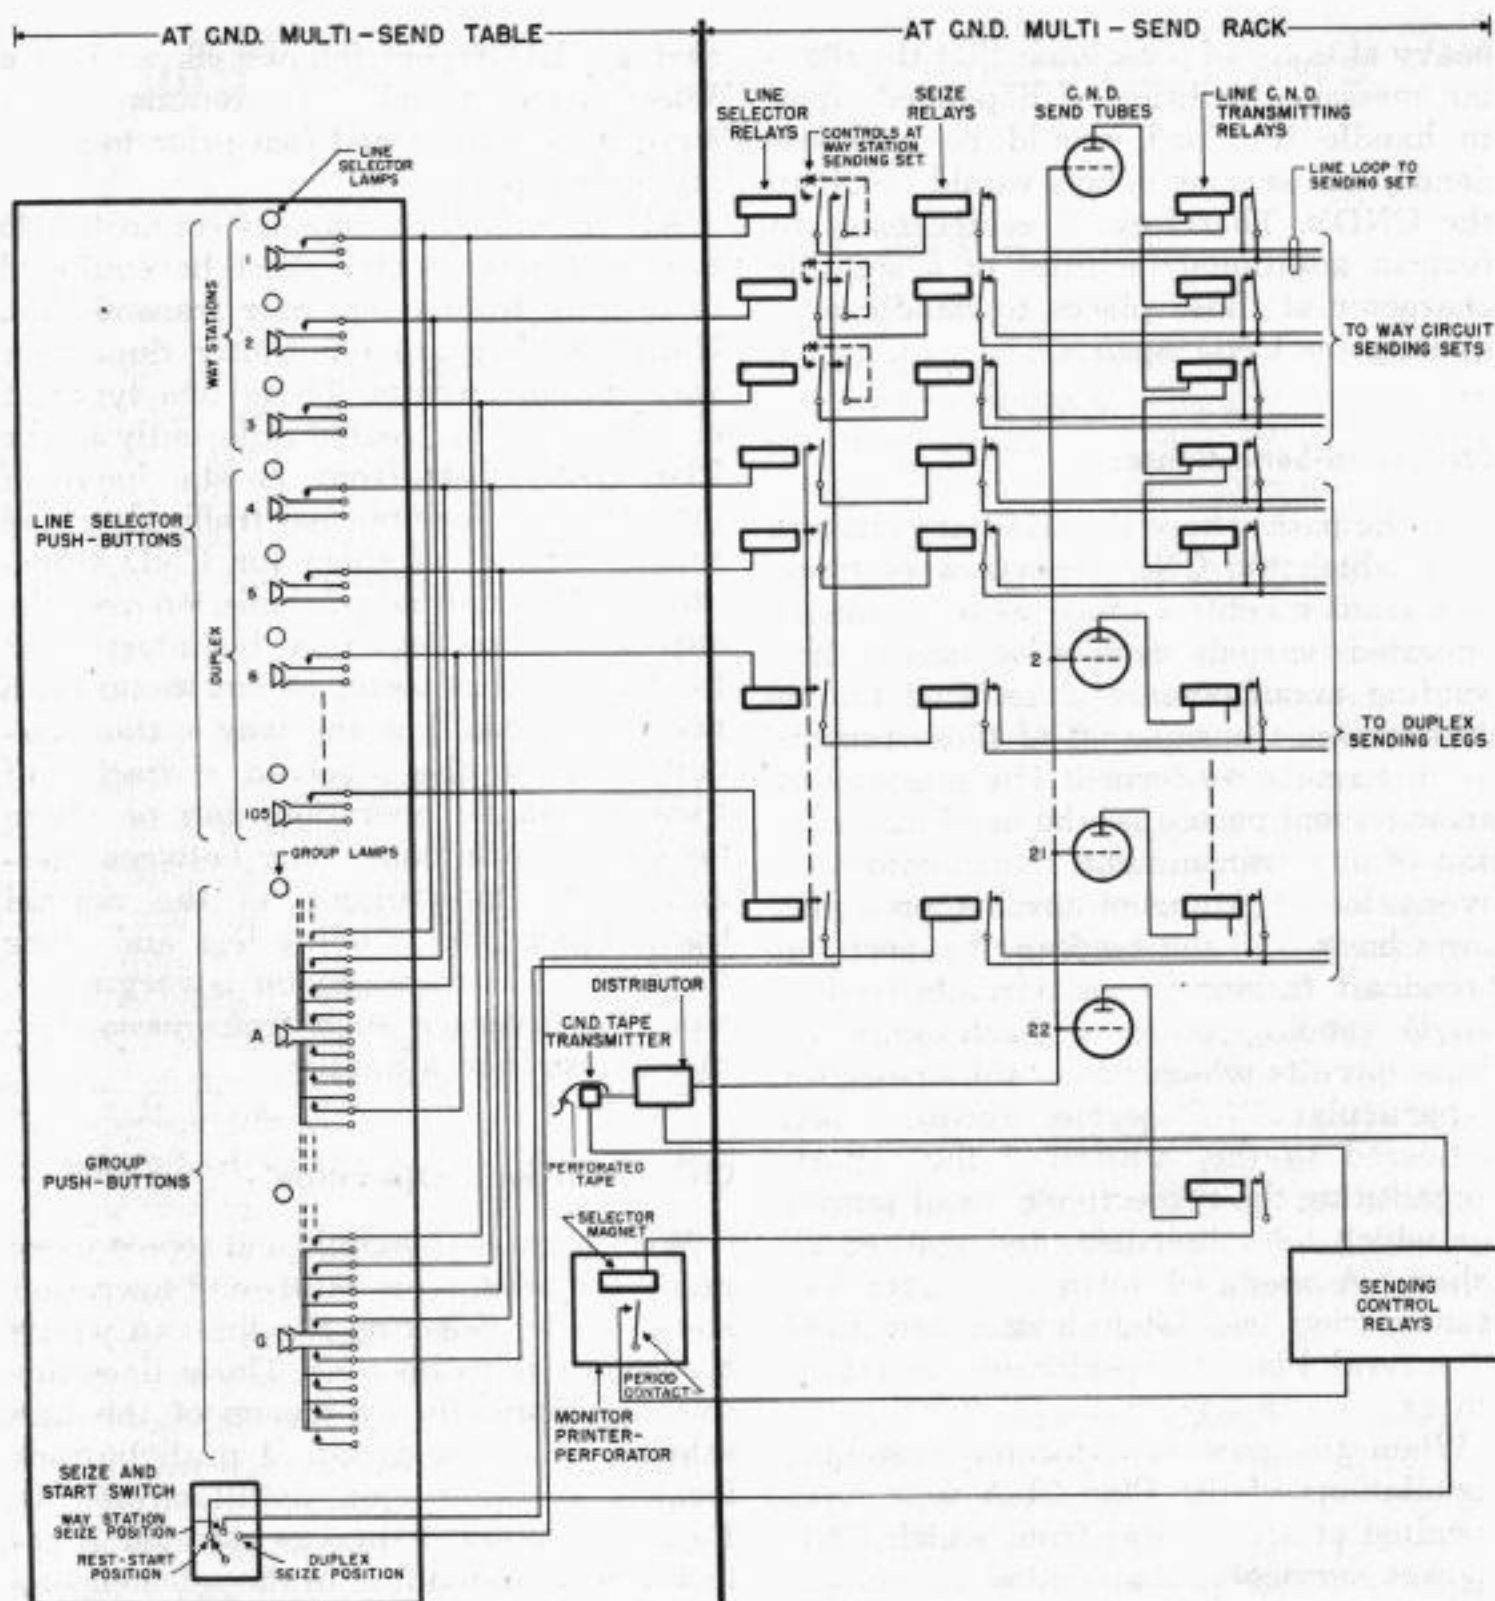 AT C.N.D. MULTI-SEND TABLE
AT C.N.D. MULTI-SEND RACK
LINE
SELECTOR
RELAYS
CONTROLS AT
WAY STATION
SENDING SET
SEIZE
RELAYS
C.N.D.
SEND TUBES
LINE C.N.D.
TRANSMITTING
RELAYS
LINE LOOP TO
SENDING SET
LINE
SELECTOR
LAMPS
WAY STATIONS
1
2
3
TO WAY CIRCUIT
SENDING SETS
LINE SELECTOR
PUSH-BUTTONS
DUPLEX
4
5
6
105
2
21
22
TO DUPLEX
SENDING LEGS
GROUP LAMPS
A
GROUP
PUSH-BUTTONS
G
DISTRIBUTOR
C.N.D. TAPE
TRANSMITTER
PERFORATED
TAPE
SELECTOR
MAGNET
PERIOD
CONTACT
MONITOR
PRINTER-
PERFORATOR
SENDING
CONTROL
RELAYS
SEIZE AND
START SWITCH
WAY STATION
SEIZE POSITION
REST-START
POSITION
DUPLEX
SEIZE POSITION